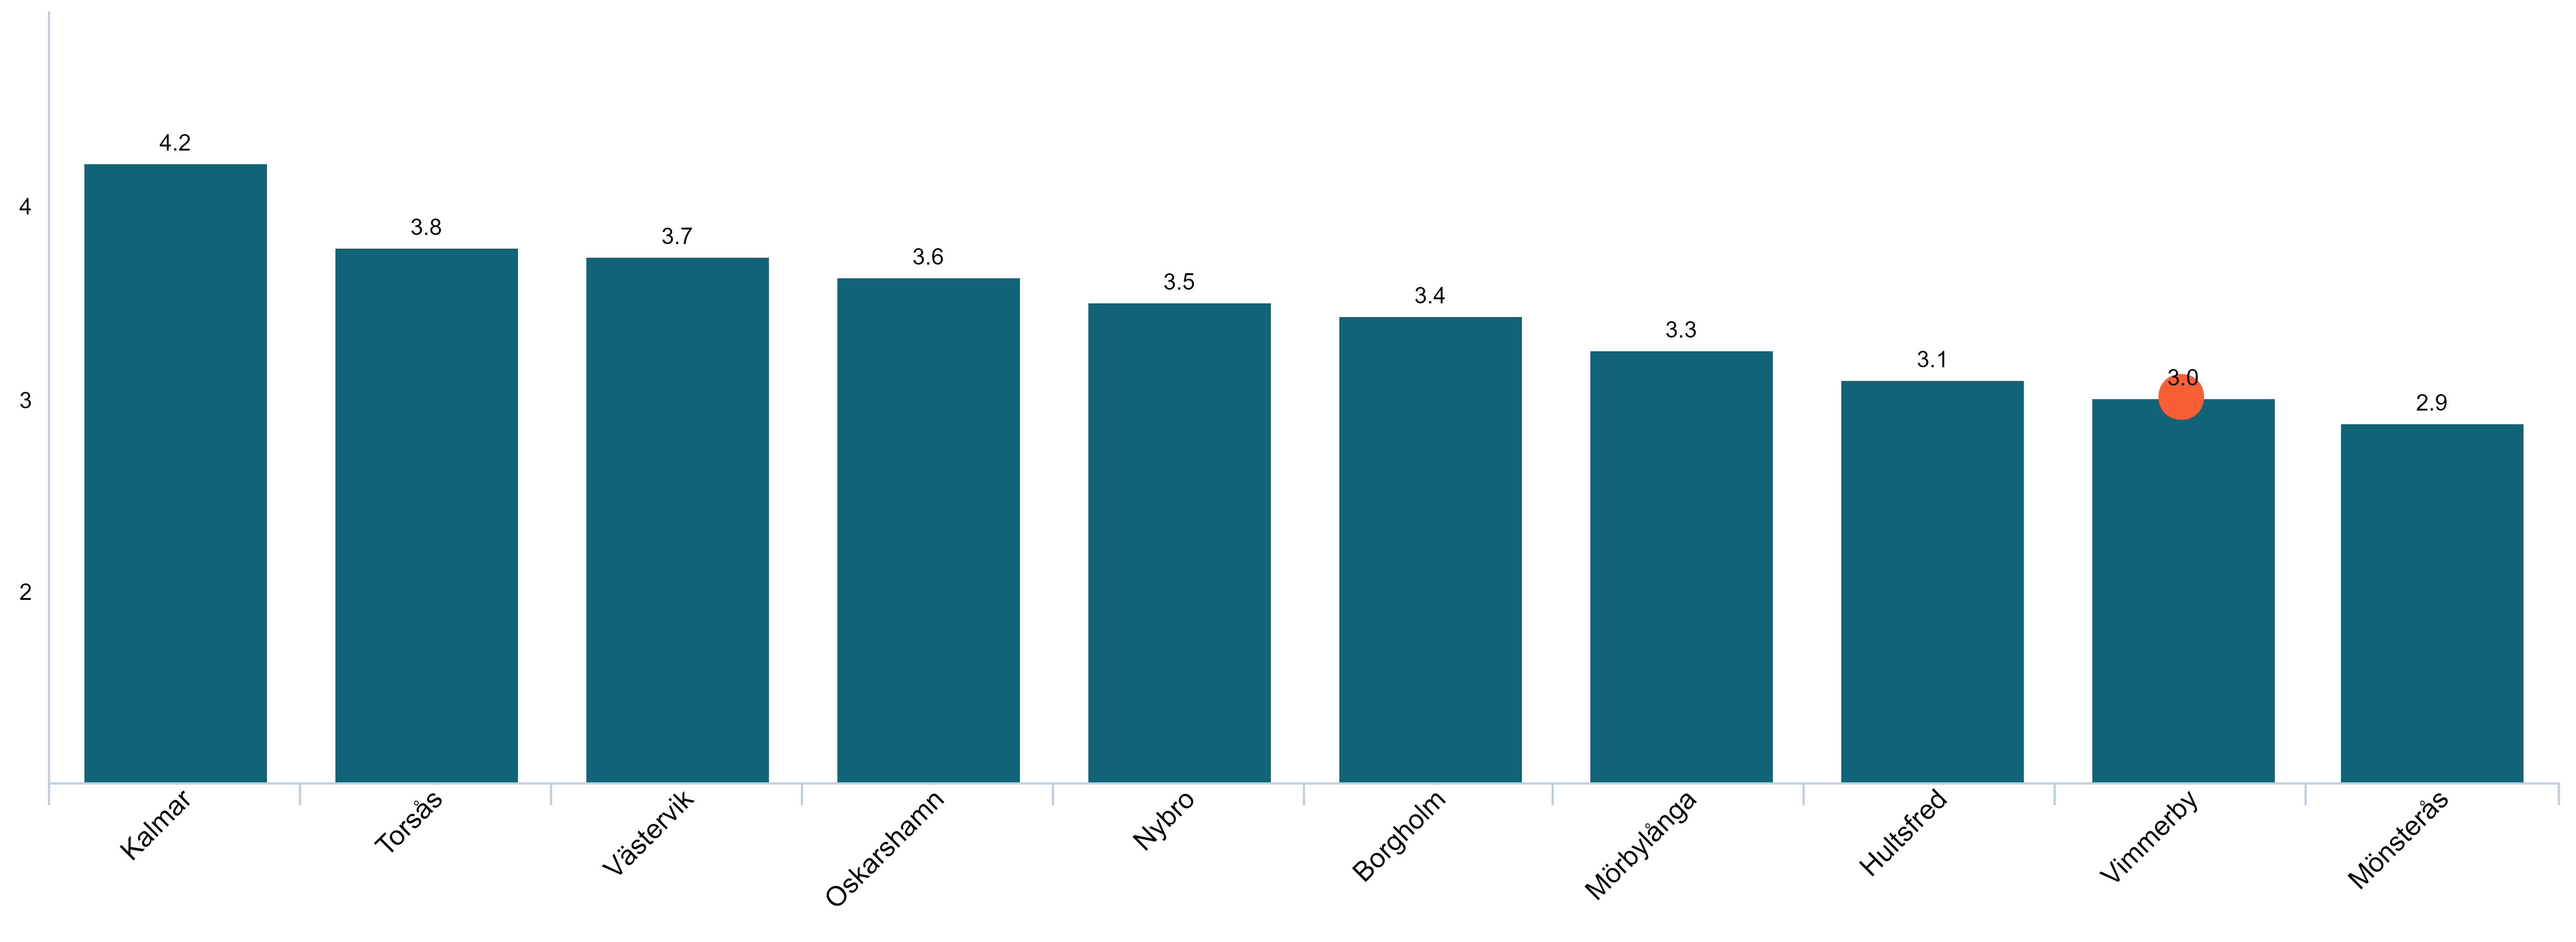 4.2
3.8
3.7
3.6
3.5
3.4
3.3
3.1
3.0
2.9
4
3
2
Kalmar
Torsås
Västervik
Oskarshamn
Nybro
Borgholm
Mörbylånga
Hultsfred
Vimmerby
Mönsterås